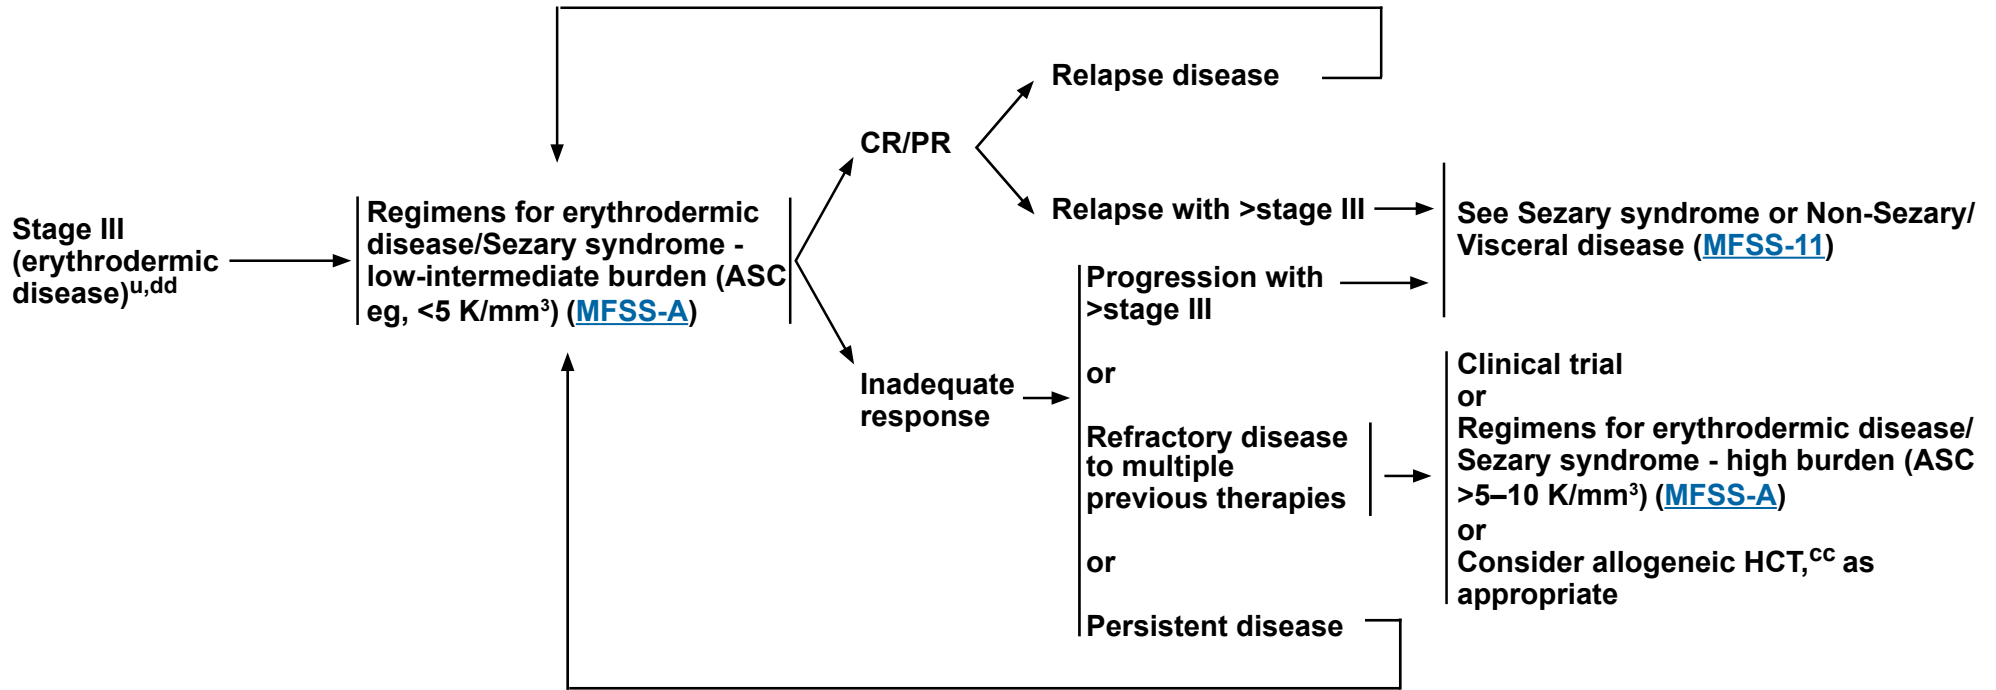 Stage III
(erythrodermic
disease)u,dd
Regimens for erythrodermic
disease/Sezary syndrome -
low-intermediate burden (ASC
eg, <5 K/mm³) (MFSS-A)
CR/PR
Inadequate
response
Relapse disease
Relapse with >stage III
Progression with
>stage III
or
Refractory disease
to multiple
previous therapies
or
Persistent disease
See Sezary syndrome or Non-Sezary/
Visceral disease (MFSS-11)
Clinical trial
or
Regimens for erythrodermic disease/
Sezary syndrome - high burden (ASC
>5–10 K/mm³) (MFSS-A)
or
Consider allogeneic HCT,cc as
appropriate